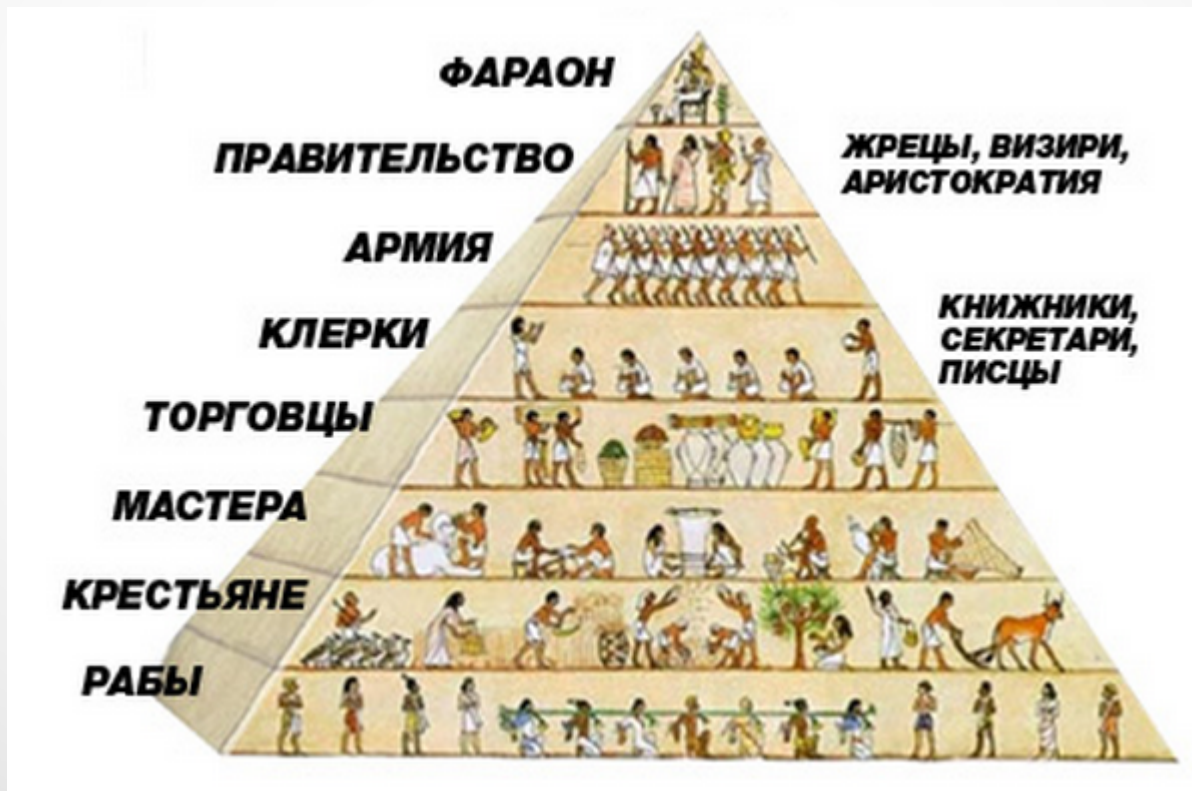 ФАРАОН
ПРАВИТЕЛЬСТВО
ЖРЕЦЫ, ВИЗИРИ,
АРИСТОКРАТИЯ
АРМИЯ
КЛЕРКИ
КНИЖНИКИ,
СЕКРЕТАРИ,
ПИСЦЫ
ТОРГОВЦЫ
МАСТЕРА
КРЕСТЬЯНЕ
РАБЫ